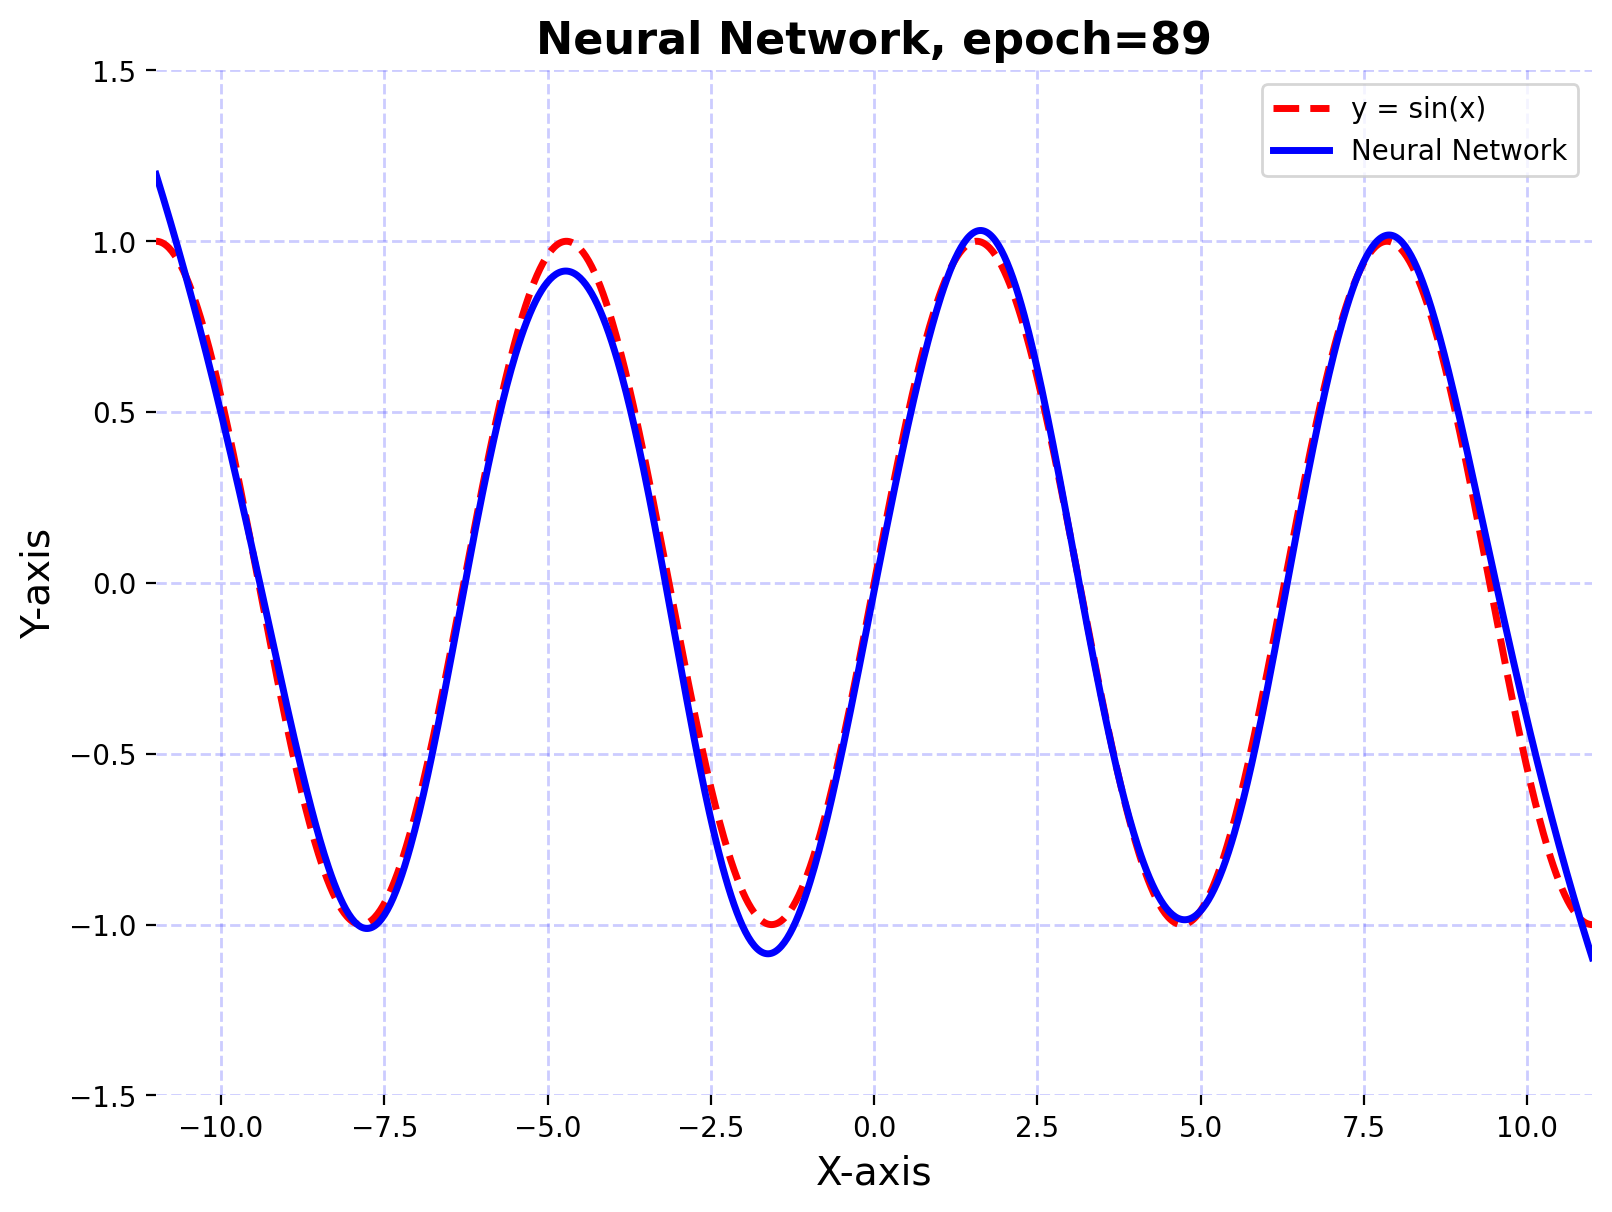 Neural Network, epoch=89
1.5
y = sin(x)
Neural Network
1.0
0.5
0.0
−0.5
−1.0
−1.5
Y-axis
−10.0 −7.5 −5.0 −2.5 0.0 2.5 5.0 7.5 10.0
X-axis